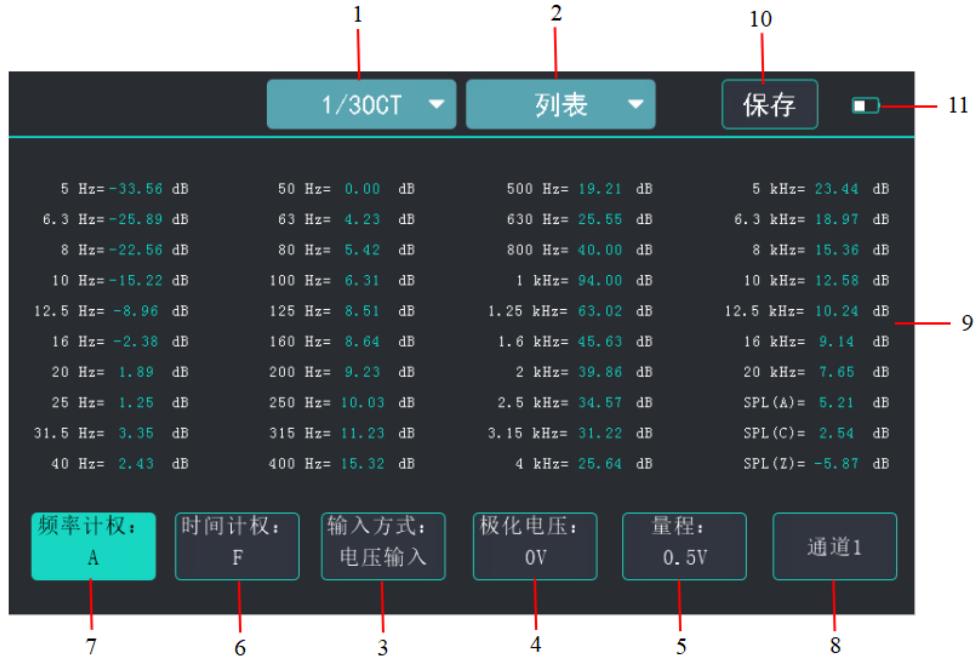 1 2 10
1/3OCT 列表 保存 11
5 Hz= -33.56 dB 50 Hz= 0.00 dB 500 Hz= 19.21 dB 5 kHz= 23.44 dB
6.3 Hz= -25.89 dB 63 Hz= 4.23 dB 630 Hz= 25.55 dB 6.3 kHz= 18.97 dB
8 Hz= -22.56 dB 80 Hz= 5.42 dB 800 Hz= 40.00 dB 8 kHz= 15.36 dB
10 Hz= -15.22 dB 100 Hz= 6.31 dB 1 kHz= 94.00 dB 10 kHz= 12.58 dB
12.5 Hz= -8.96 dB 125 Hz= 8.51 dB 1.25 kHz= 63.02 dB 12.5 kHz= 10.24 dB 9
16 Hz= -2.38 dB 160 Hz= 8.64 dB 1.6 kHz= 45.63 dB 16 kHz= 9.14 dB
20 Hz= 1.89 dB 200 Hz= 9.23 dB 2 kHz= 39.86 dB 20 kHz= 7.65 dB
25 Hz= 1.25 dB 250 Hz= 10.03 dB 2.5 kHz= 34.57 dB SPL(A)= 5.21 dB
31.5 Hz= 3.35 dB 315 Hz= 11.23 dB 3.15 kHz= 31.22 dB SPL(C)= 2.54 dB
40 Hz= 2.43 dB 400 Hz= 15.32 dB 4 kHz= 25.64 dB SPL(Z)= -5.87 dB
频率计权: 时间计权: 输入方式: 极化电压: 量程: 通道1
A F 电压输入 0V 0.5V
7 6 3 4 5 8